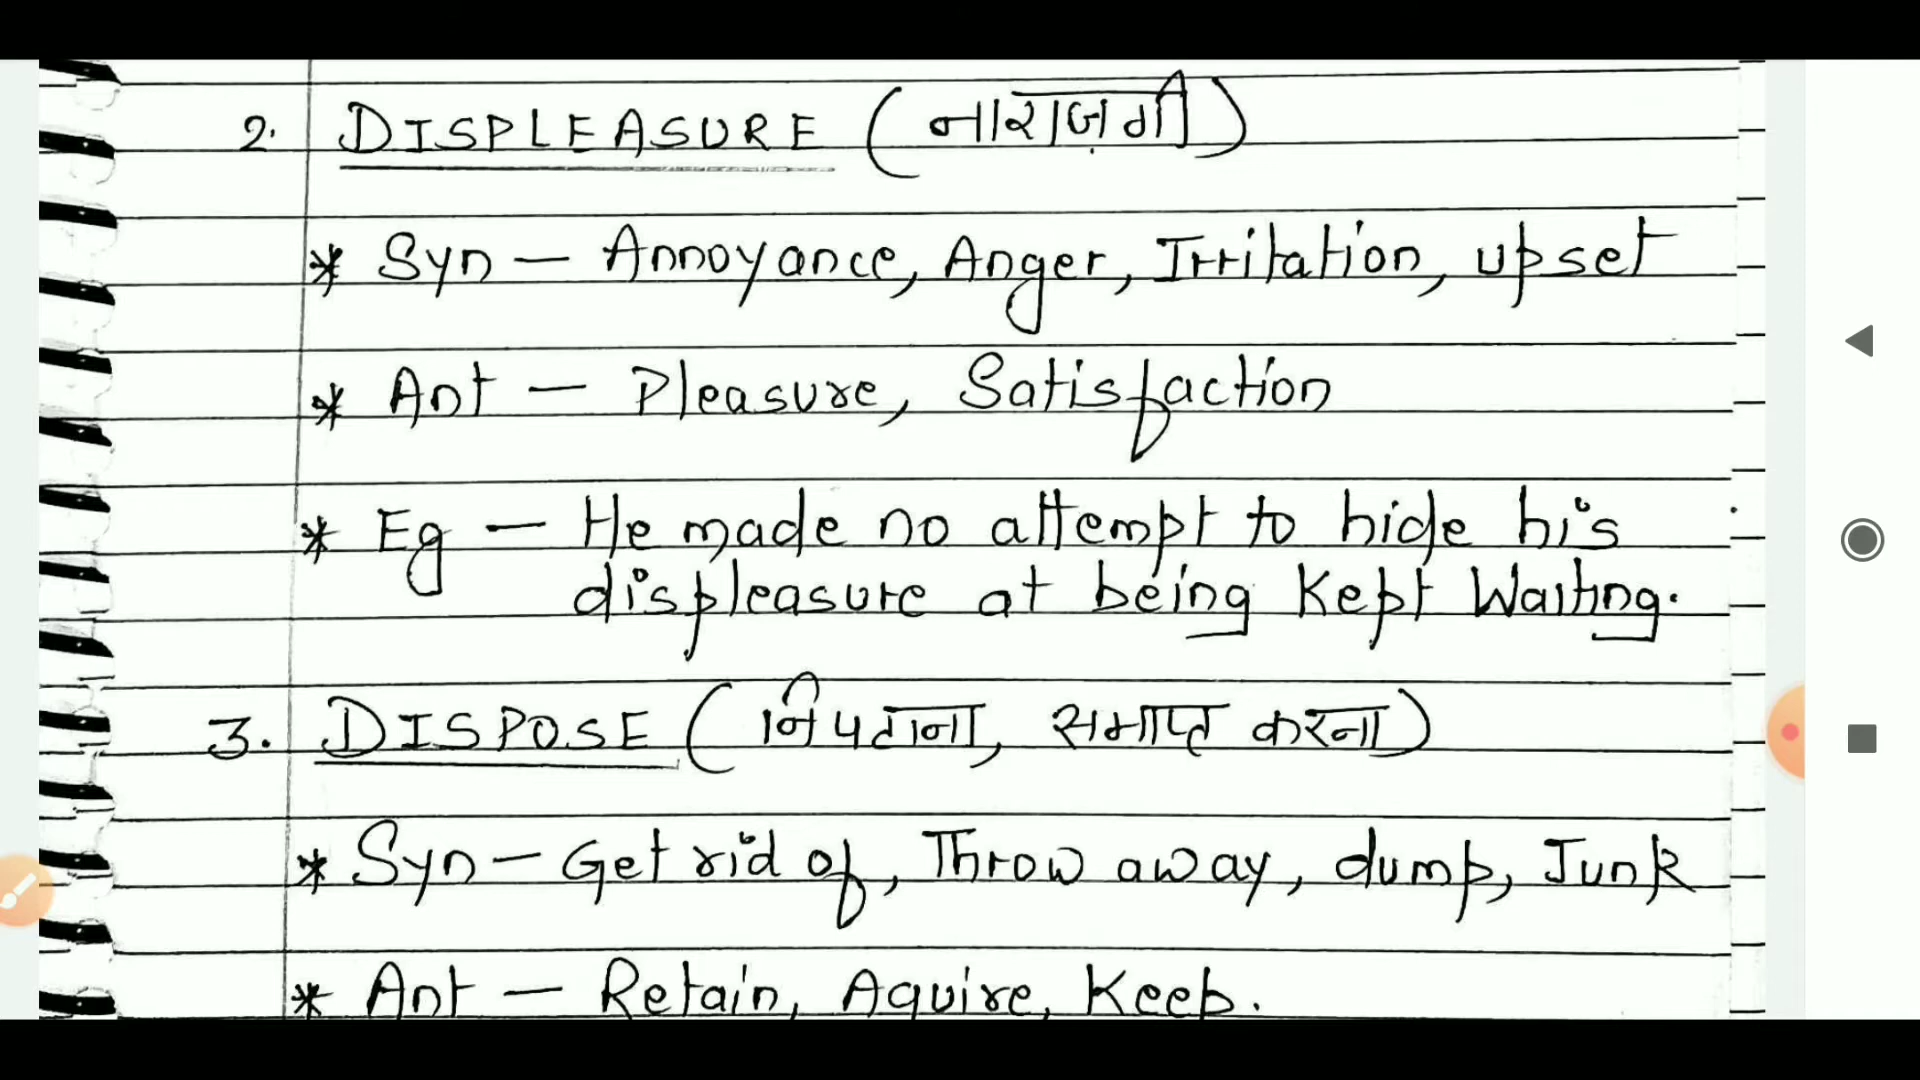 2. DISPLEASURE (नाराज़गी)
* Syn – Annoyance, Anger, Irritation, upset
* Ant – Pleasure, Satisfaction
* Eg – He made no attempt to hide his
displeasure at being Kept Waiting.
3. DISPOSE (निपटाना, समाप्त करना)
* Syn – Get rid of, Throw away, dump, Junk
* Ant – Retain, Aquire, Keep.